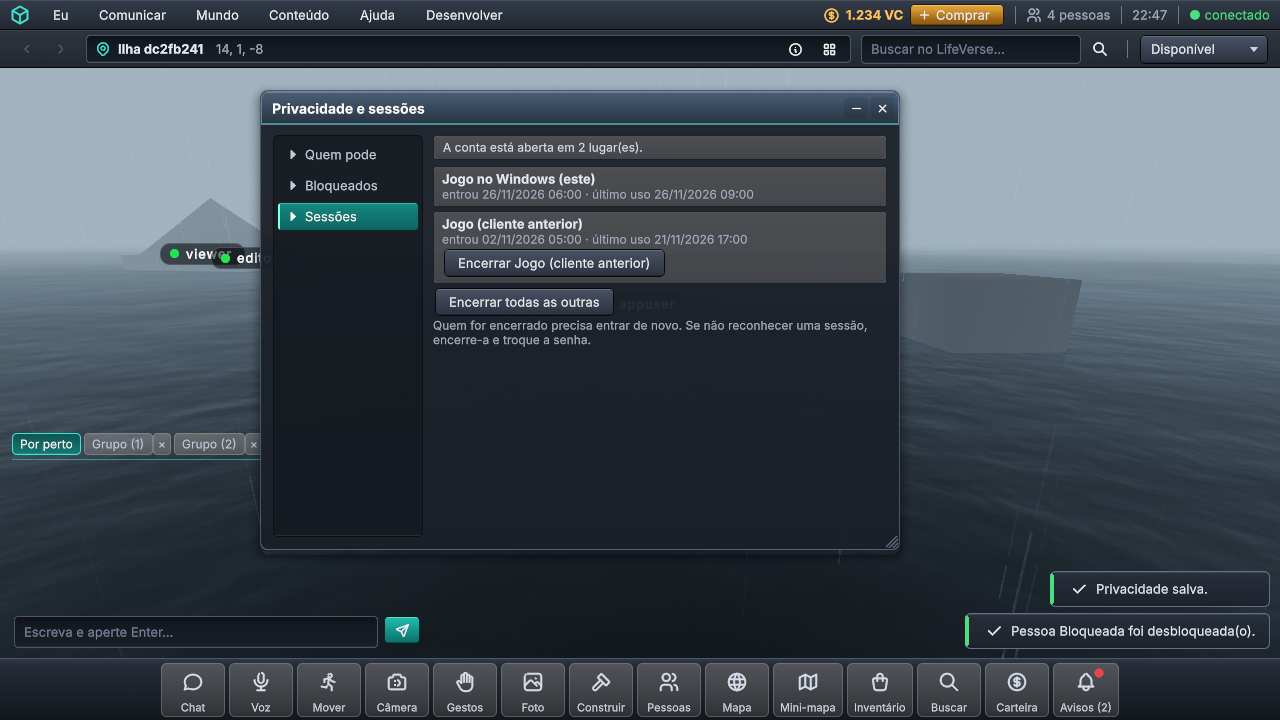 Eu Comunicar Mundo Conteúdo Ajuda Desenvolver 1.234 VC + Comprar 4 pessoas 22:47 conectado
Ilha dc2fb241 14, 1, -8 Buscar no LifeVerse... Disponível
Privacidade e sessões
Quem pode
Bloqueados
Sessões
A conta está aberta em 2 lugar(es).
Jogo no Windows (este)
entrou 26/11/2026 06:00 · último uso 26/11/2026 09:00
Jogo (cliente anterior)
entrou 02/11/2026 05:00 · último uso 21/11/2026 17:00
Encerrar Jogo (cliente anterior)
Encerrar todas as outras
appuser
Quem for encerrado precisa entrar de novo. Se não reconhecer uma sessão,
encerre-a e troque a senha.
viewer
editor
Por perto Grupo (1) × Grupo (2) ×
Privacidade salva.
Pessoa Bloqueada foi desbloqueada(o).
Escreva e aperte Enter...
Chat Voz Mover Câmera Gestos Foto Construir Pessoas Mapa Mini-mapa Inventário Buscar Carteira Avisos (2)